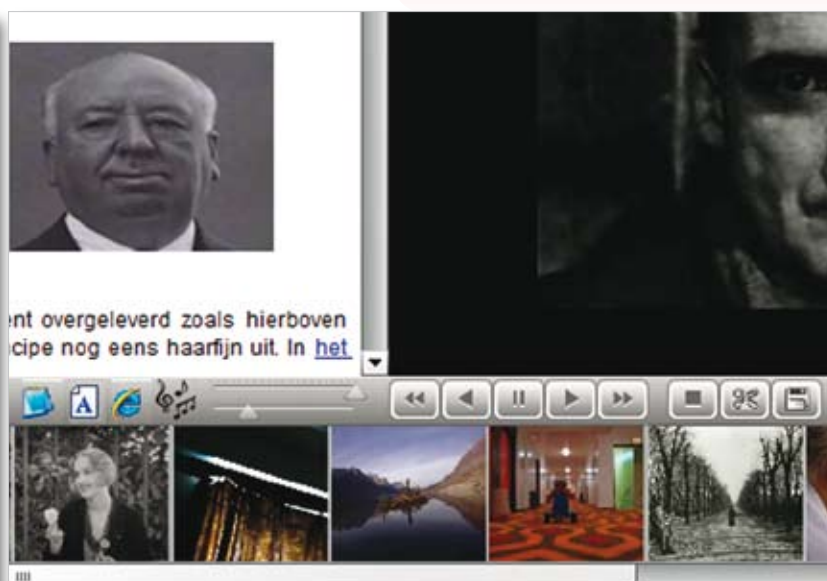 ent overgeleverd zoals hierboven
cipe nog eens haarfijn uit. In het
A